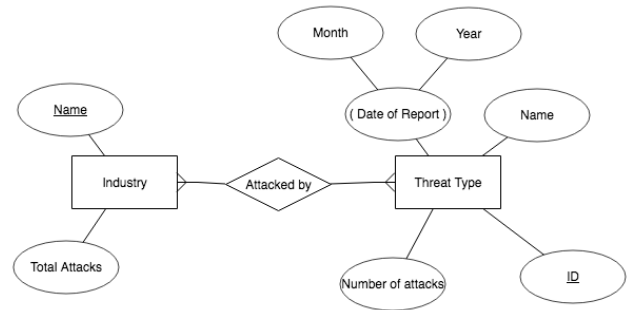 Month
Year
Name
( Date of Report )
Name
Industry
Attacked by
Threat Type
Total Attacks
Number of attacks
ID